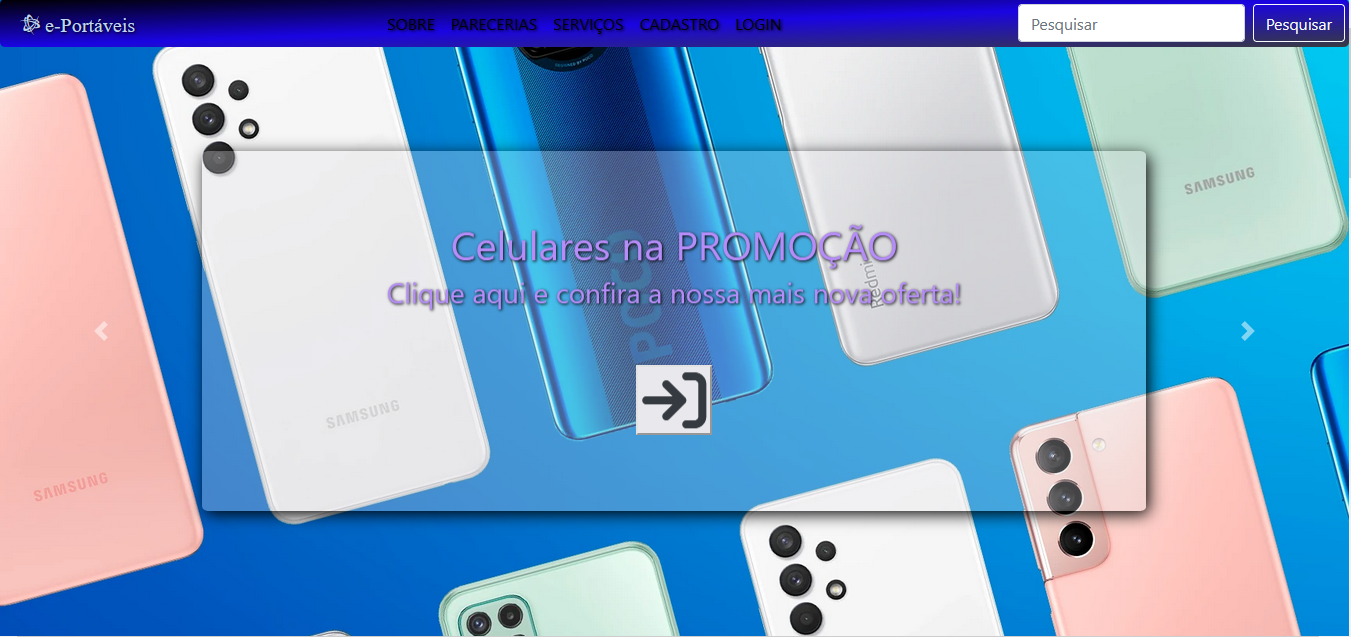 e-Portáveis
SOBRE PARECERIAS SERVIÇOS CADASTRO LOGIN
Pesquisar
Pesquisar
SAMSUNG
Celulares na PROMOÇÃO
Clique aqui e confira a nossa mais nova oferta!
Redmi
POCO
SAMSUNG
SAMSUNG